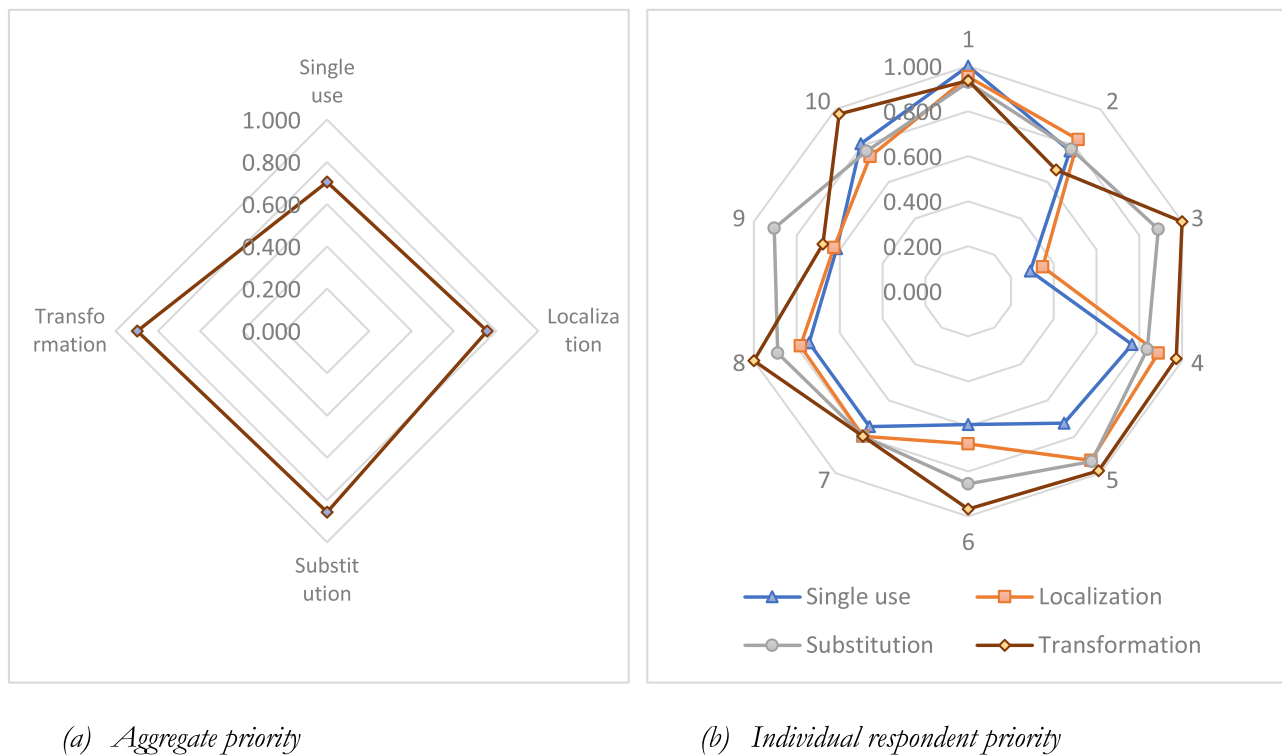 Single
use
1.000
0.800
0.600
0.400
0.200
0.000
Transfo
rmation
Localiza
tion
Substit
ution
1
2
3
4
5
6
7
8
9
10
1.000
0.800
0.600
0.400
0.200
0.000
Single use
Localization
Substitution
Transformation
(a) Aggregate priority
(b) Individual respondent priority